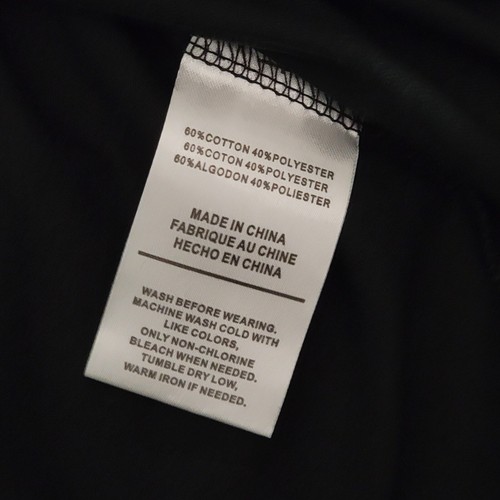 60%COTTON 40%POLYESTER
60%COTON 40%POLYESTER
60%ALGODON 40%POLIESTER
MADE IN CHINA
FABRIQUE AU CHINE
HECHO EN CHINA
WASH BEFORE WEARING.
MACHINE WASH COLD WITH
LIKE COLORS,
ONLY NON-CHLORINE
BLEACH WHEN NEEDED.
TUMBLE DRY LOW,
WARM IRON IF NEEDED.